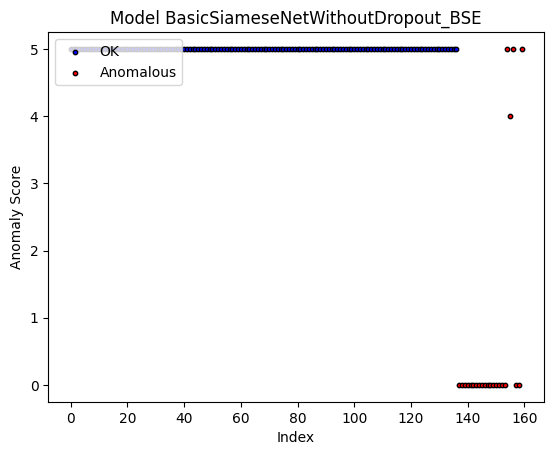 Model BasicSiameseNetWithoutDropout_BSE
OK
Anomalous
Anomaly Score
5
4
3
2
1
0
0 20 40 60 80 100 120 140 160
Index